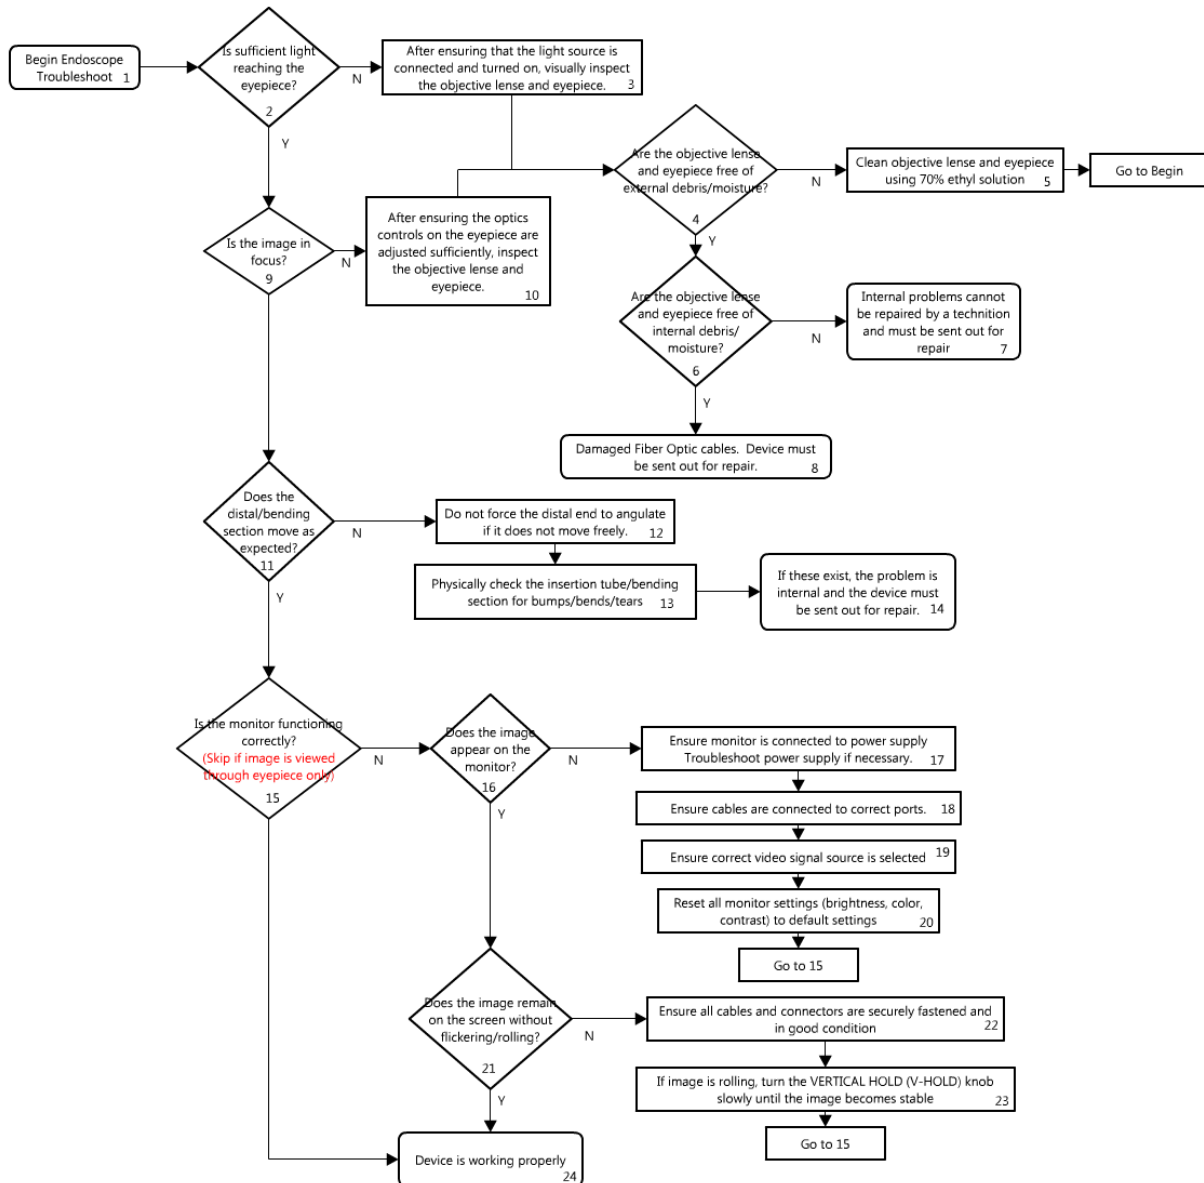 Begin Endoscope
Troubleshoot 1
Is sufficient light
reaching the
eyepiece?
2
N
Y
After ensuring that the light source is
connected and turned on, visually inspect
the objective lense and eyepiece.
3
Are the objective lense
and eyepiece free of
external debris/moisture?
4
N
Y
Clean objective lense and eyepiece
using 70% ethyl solution 5
Go to Begin
Is the image in
focus?
9
N
After ensuring the optics
controls on the eyepiece are
adjusted sufficiently, inspect
the objective lense and
eyepiece.
10
Are the objective lense
and eyepiece free of
internal debris/
moisture?
6
N
Y
Internal problems cannot
be repaired by a technition
and must be sent out for
repair 7
Damaged Fiber Optic cables. Device must
be sent out for repair.
8
Does the
distal/bending
section move as
expected?
11
N
Y
Do not force the distal end to angulate
if it does not move freely. 12
Physically check the insertion tube/bending
section for bumps/bends/tears 13
If these exist, the problem is
internal and the device must
be sent out for repair. 14
Is the monitor functioning
correctly?
(Skip if image is viewed
through eyepiece only)
15
N
Does the image
appear on the
monitor?
16
N
Y
Ensure monitor is connected to power supply
Troubleshoot power supply if necessary. 17
Ensure cables are connected to correct ports. 18
Ensure correct video signal source is selected 19
Reset all monitor settings (brightness, color,
contrast) to default settings 20
Go to 15
Does the image remain
on the screen without
flickering/rolling?
21
N
Y
Ensure all cables and connectors are securely fastened and
in good condition 22
If image is rolling, turn the VERTICAL HOLD (V-HOLD) knob
slowly until the image becomes stable 23
Go to 15
Device is working properly
24